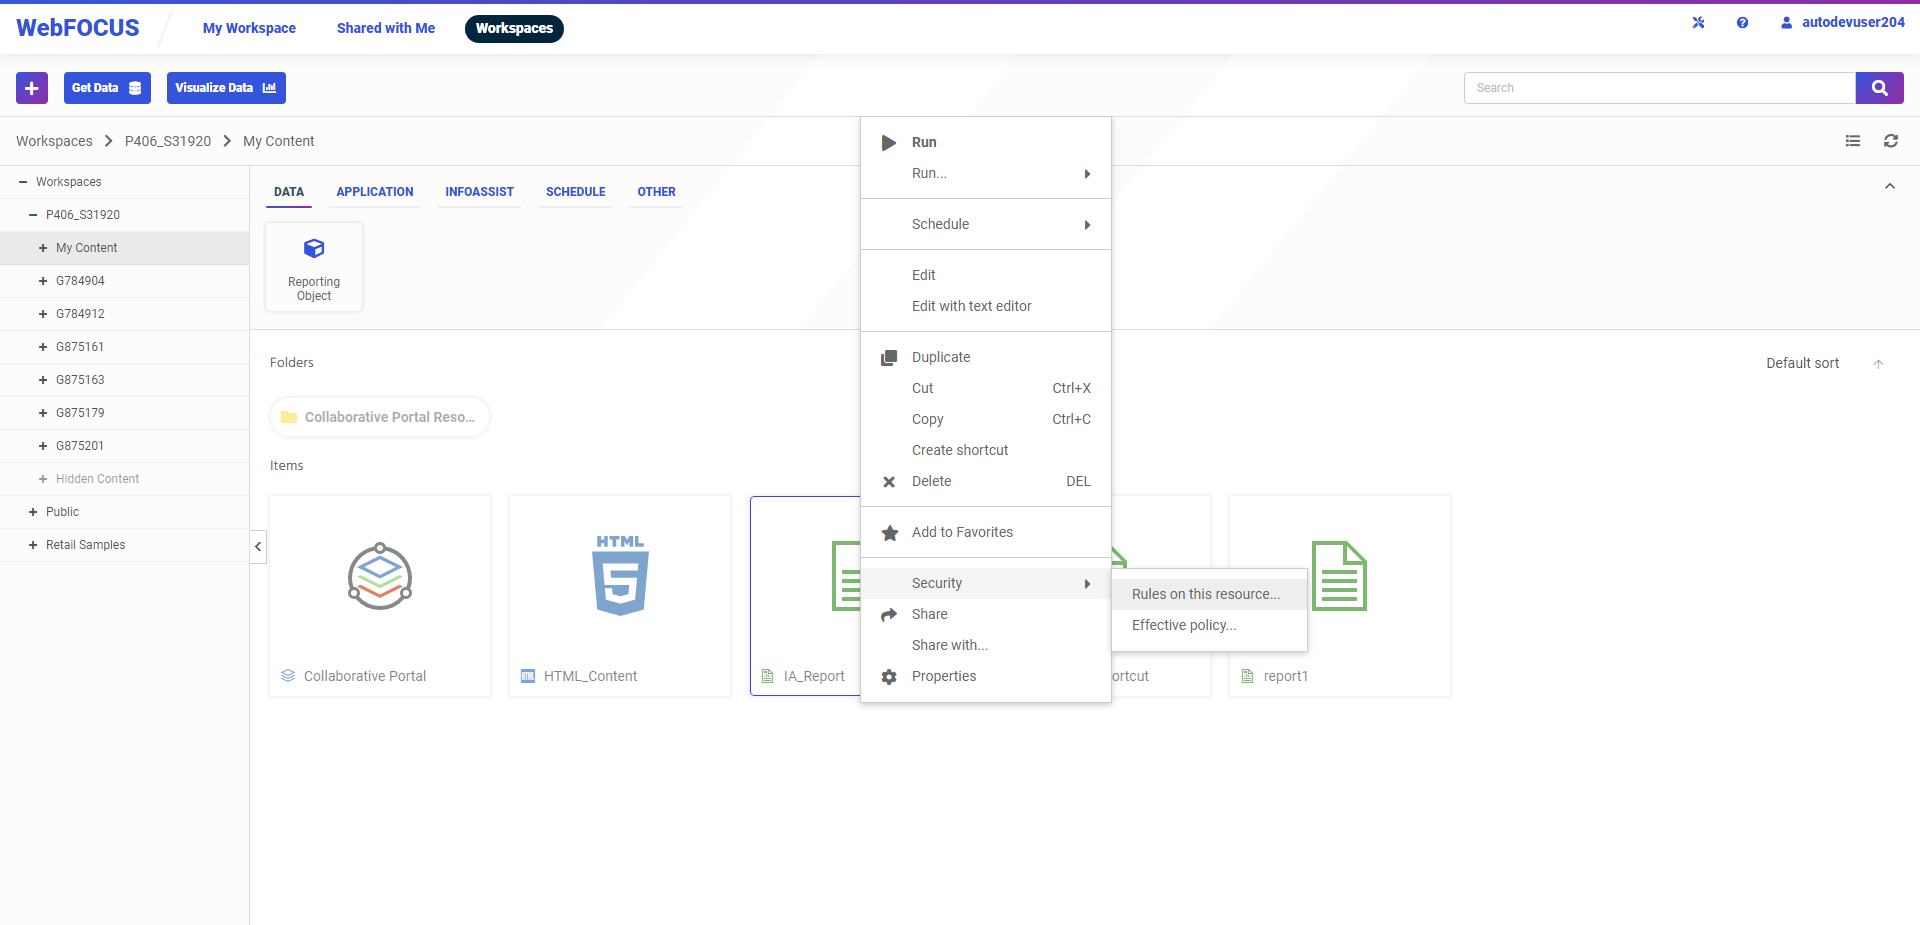 WebFOCUS
My Workspace
Shared with Me
Workspaces
autodevuser204
Get Data
Visualize Data
Search
Workspaces
P406_S31920
My Content
Workspaces
P406_S31920
My Content
G784904
G784912
G875161
G875163
G875179
G875201
Hidden Content
Public
Retail Samples
DATA
APPLICATION
INFOASSIST
SCHEDULE
OTHER
Reporting
Object
Folders
Default sort
Collaborative Portal Reso...
Items
Collaborative Portal
HTML
5
HTML_Content
IA_Report
ortcut
report1
Run
Run...
Schedule
Edit
Edit with text editor
Duplicate
Cut Ctrl+X
Copy Ctrl+C
Create shortcut
Delete DEL
Add to Favorites
Security
Share
Share with...
Properties
Rules on this resource...
Effective policy...